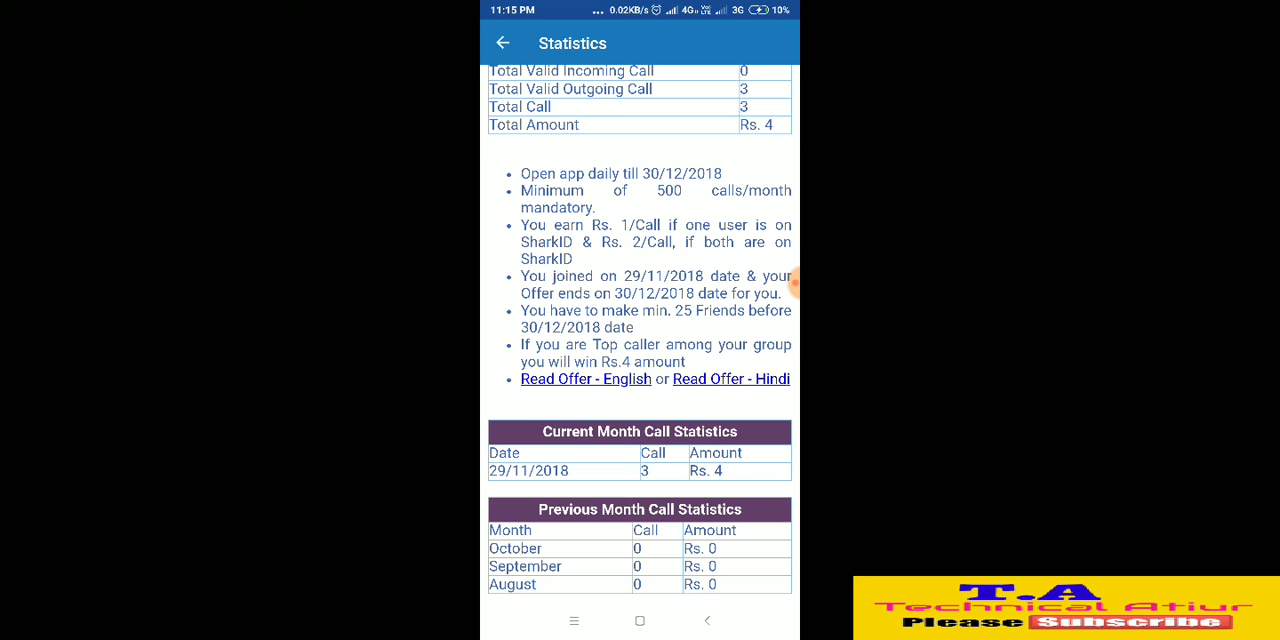 11:15 PM ... 0.02KB/s 4G VoLTE 3G 10%
Statistics
Total Valid Incoming Call 0
Total Valid Outgoing Call 3
Total Call 3
Total Amount Rs. 4
• Open app daily till 30/12/2018
• Minimum of 500 calls/month
mandatory.
• You earn Rs. 1/Call if one user is on
SharkID & Rs. 2/Call, if both are on
SharkID
• You joined on 29/11/2018 date & your
Offer ends on 30/12/2018 date for you.
• You have to make min. 25 Friends before
30/12/2018 date
• If you are Top caller among your group
you will win Rs.4 amount
• Read Offer - English or Read Offer - Hindi
Current Month Call Statistics
Date Call Amount
29/11/2018 3 Rs. 4
Previous Month Call Statistics
Month Call Amount
October 0 Rs. 0
September 0 Rs. 0
August 0 Rs. 0
T.A
Technical Atiur
Please Subscribe